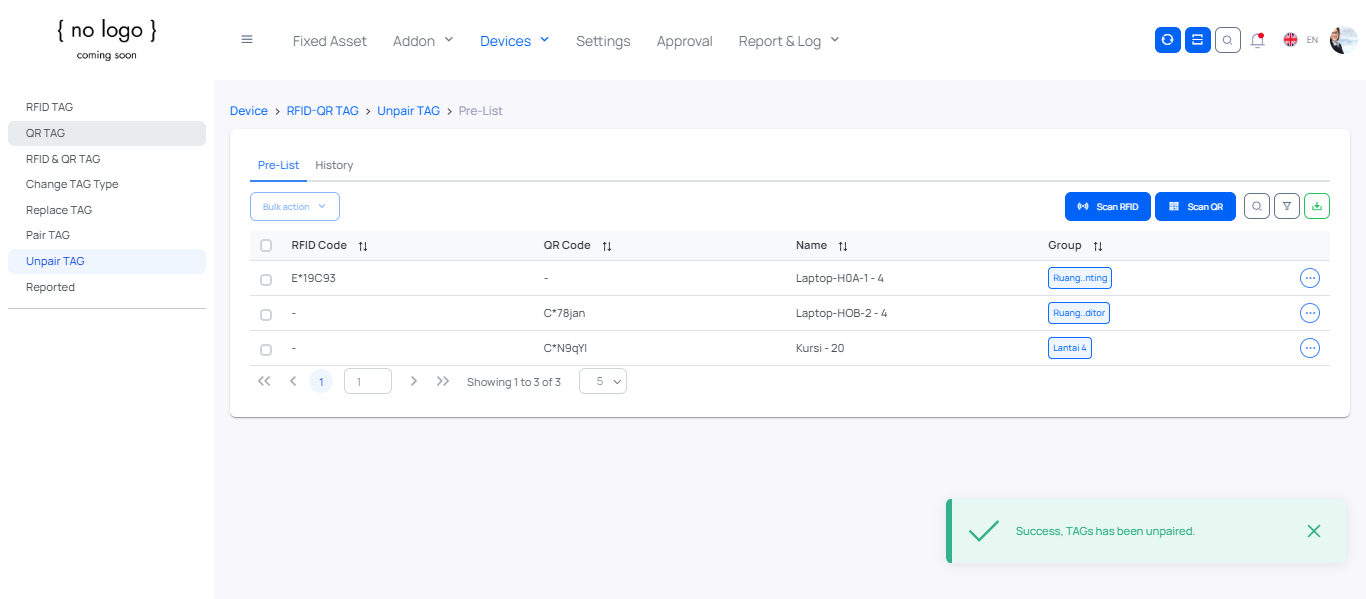 { no logo }
coming soon
Fixed Asset Addon Devices Settings Approval Report & Log EN
RFID TAG
QR TAG
RFID & QR TAG
Change TAG Type
Replace TAG
Pair TAG
Unpair TAG
Reported
Device > RFID-QR TAG > Unpair TAG > Pre-List
Pre-List History
Bulk action Scan RFID Scan QR
RFID Code QR Code Name Group
E*19C93 - Laptop-H0A-1 - 4 Ruang..nting
- C*78jan Laptop-HOB-2 - 4 Ruang..ditor
- C*N9qYl Kursi - 20 Lantai 4
1 1 Showing 1 to 3 of 3 5
Success, TAGs has been unpaired.